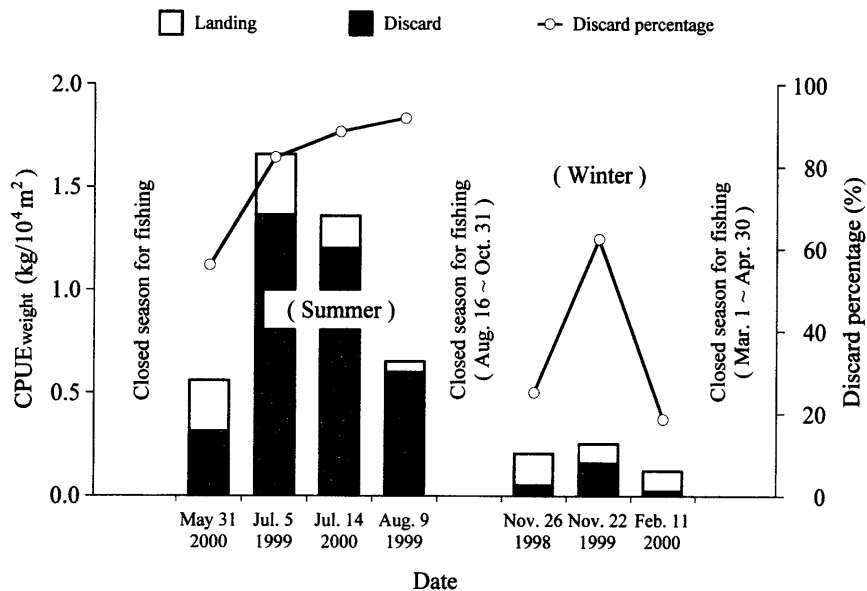 Landing
Discard
Discard percentage
CPUEweight (kg/10⁴m²)
2.0
1.5
1.0
0.5
0.0
Closed season for fishing
( Summer )
Closed season for fishing
( Aug. 16 ~ Oct. 31 )
( Winter )
Closed season for fishing
( Mar. 1 ~ Apr. 30 )
100
80
60
40
20
0
Discard percentage (%)
May 31
2000
Jul. 5
1999
Jul. 14
2000
Aug. 9
1999
Nov. 26
1998
Nov. 22
1999
Feb. 11
2000
Date